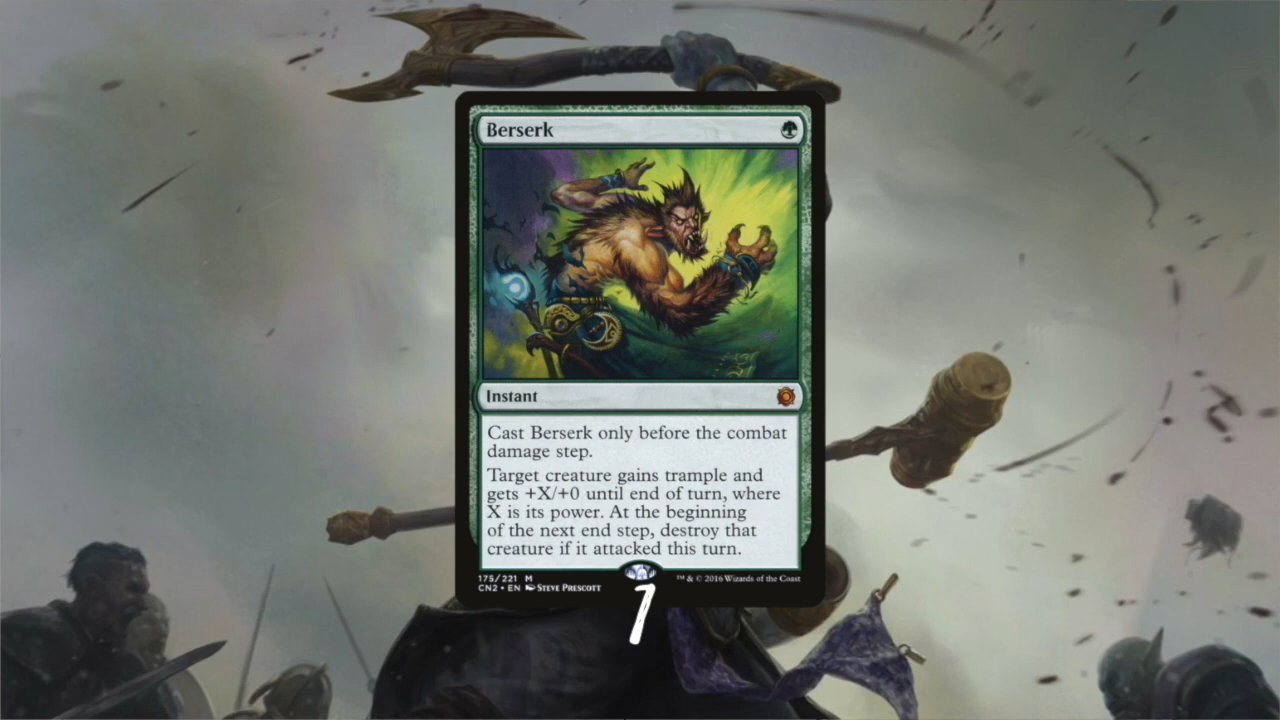 Berserk
Instant
Cast Berserk only before the combat
damage step.
Target creature gains trample and
gets +X/+0 until end of turn, where
X is its power. At the beginning
of the next end step, destroy that
creature if it attacked this turn.
175/221 M
CN2 • EN STEVE PRESCOTT
™ & © 2016 Wizards of the Coast
7